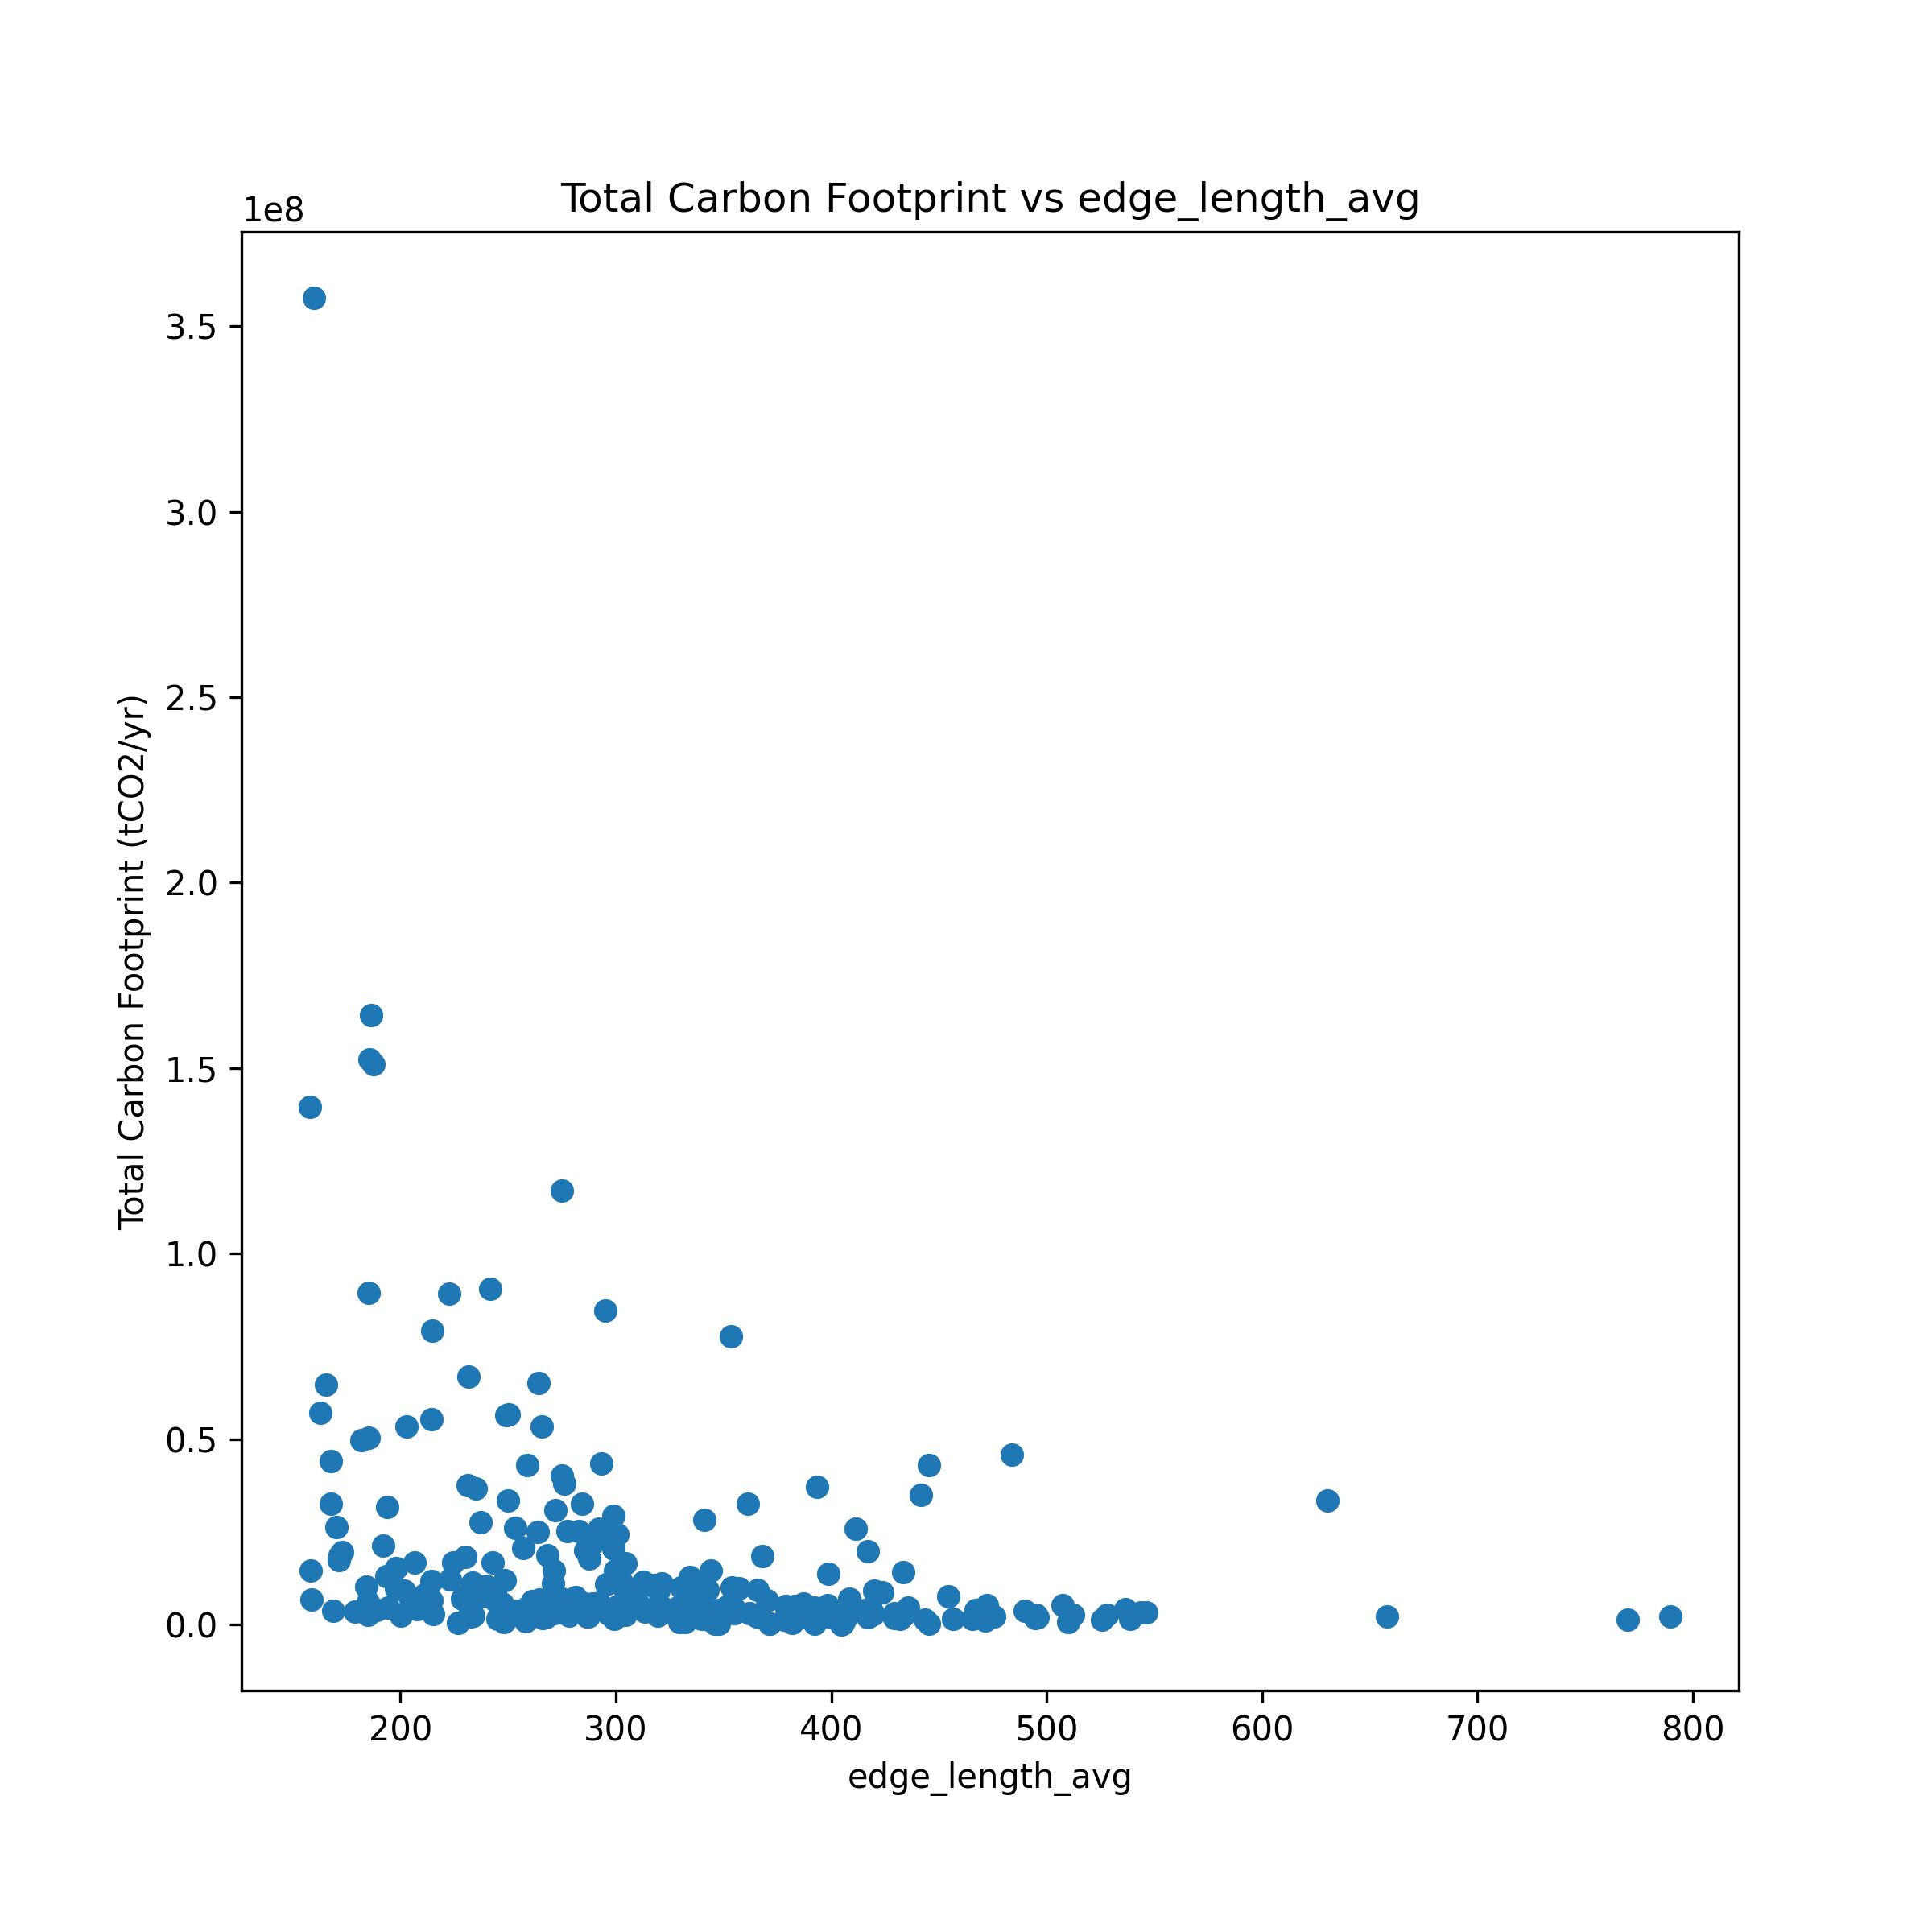 Total Carbon Footprint vs edge_length_avg
1e8
3.5
3.0
2.5
2.0
1.5
1.0
0.5
0.0
Total Carbon Footprint (tCO2/yr)
200 300 400 500 600 700 800
edge_length_avg